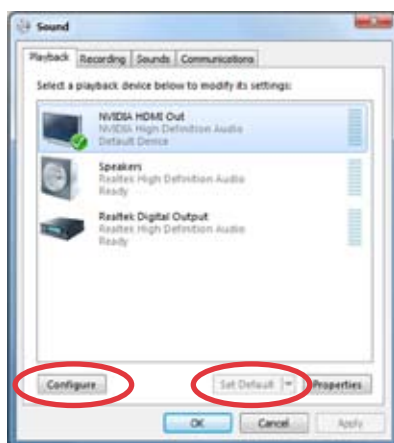 Sound
Playback Recording Sounds Communications
Select a playback device below to modify its settings:
NVIDIA HDMI Out
NVIDIA High Definition Audio
Default Device
Speakers
Realtek High Definition Audio
Ready
Realtek Digital Output
Realtek High Definition Audio
Ready
Configure Set Default Properties
OK Cancel Apply